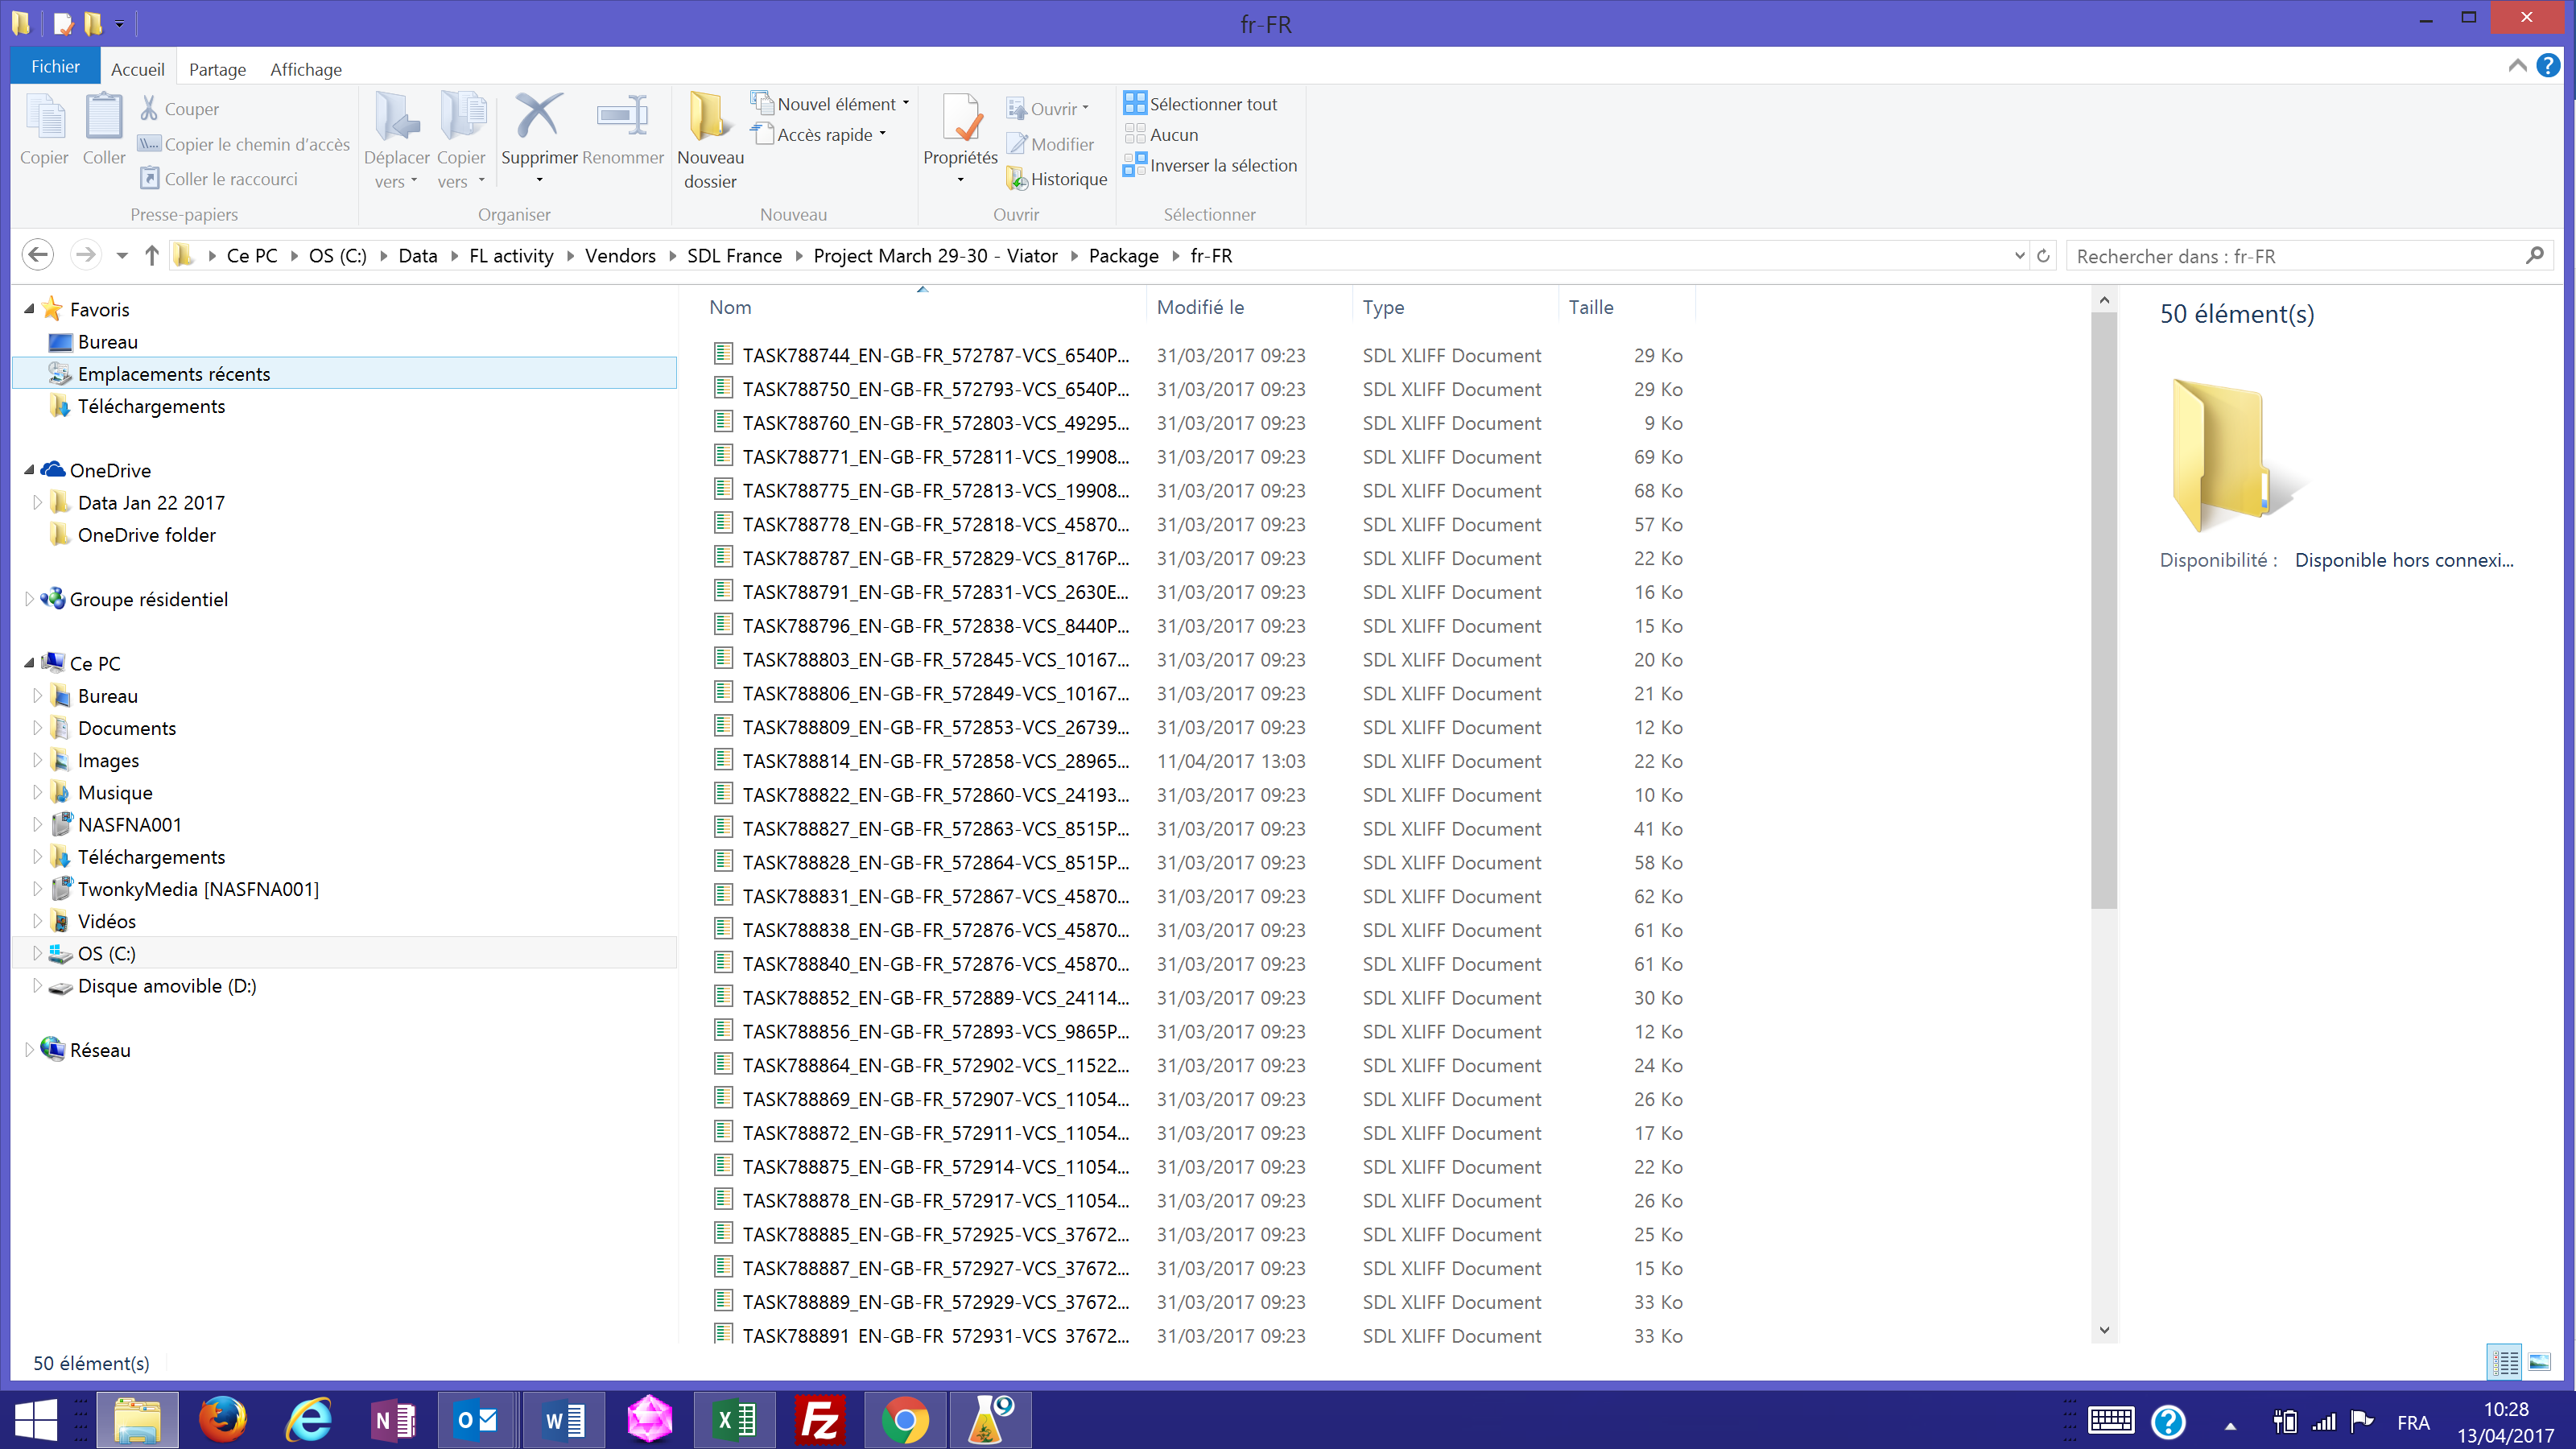 fr-FR
Fichier
Accueil
Partage
Affichage
Copier
Coller
Couper
Copier le chemin d'accès
Coller le raccourci
Presse-papiers
Déplacer vers
Copier vers
Supprimer
Renommer
Organiser
Nouveau dossier
Nouvel élément
Accès rapide
Nouveau
Propriétés
Ouvrir
Modifier
Historique
Ouvrir
Sélectionner tout
Aucun
Inverser la sélection
Sélectionner
Ce PC OS (C:) Data FL activity Vendors SDL France Project March 29-30 - Viator Package fr-FR
Rechercher dans : fr-FR
Favoris
Bureau
Emplacements récents
Téléchargements
OneDrive
Data Jan 22 2017
OneDrive folder
Groupe résidentiel
Ce PC
Bureau
Documents
Images
Musique
NASFNA001
Téléchargements
TwonkyMedia [NASFNA001]
Vidéos
OS (C:)
Disque amovible (D:)
Réseau
Nom Modifié le Type Taille
TASK788744_EN-GB-FR_572787-VCS_6540P... 31/03/2017 09:23 SDL XLIFF Document 29 Ko
TASK788750_EN-GB-FR_572793-VCS_6540P... 31/03/2017 09:23 SDL XLIFF Document 29 Ko
TASK788760_EN-GB-FR_572803-VCS_49295... 31/03/2017 09:23 SDL XLIFF Document 9 Ko
TASK788771_EN-GB-FR_572811-VCS_19908... 31/03/2017 09:23 SDL XLIFF Document 69 Ko
TASK788775_EN-GB-FR_572813-VCS_19908... 31/03/2017 09:23 SDL XLIFF Document 68 Ko
TASK788778_EN-GB-FR_572818-VCS_45870... 31/03/2017 09:23 SDL XLIFF Document 57 Ko
TASK788787_EN-GB-FR_572829-VCS_8176P... 31/03/2017 09:23 SDL XLIFF Document 22 Ko
TASK788791_EN-GB-FR_572831-VCS_2630E... 31/03/2017 09:23 SDL XLIFF Document 16 Ko
TASK788796_EN-GB-FR_572838-VCS_8440P... 31/03/2017 09:23 SDL XLIFF Document 15 Ko
TASK788803_EN-GB-FR_572845-VCS_10167... 31/03/2017 09:23 SDL XLIFF Document 20 Ko
TASK788806_EN-GB-FR_572849-VCS_10167... 31/03/2017 09:23 SDL XLIFF Document 21 Ko
TASK788809_EN-GB-FR_572853-VCS_26739... 31/03/2017 09:23 SDL XLIFF Document 12 Ko
TASK788814_EN-GB-FR_572858-VCS_28965... 11/04/2017 13:03 SDL XLIFF Document 22 Ko
TASK788822_EN-GB-FR_572860-VCS_24193... 31/03/2017 09:23 SDL XLIFF Document 10 Ko
TASK788827_EN-GB-FR_572863-VCS_8515P... 31/03/2017 09:23 SDL XLIFF Document 41 Ko
TASK788828_EN-GB-FR_572864-VCS_8515P... 31/03/2017 09:23 SDL XLIFF Document 58 Ko
TASK788831_EN-GB-FR_572867-VCS_45870... 31/03/2017 09:23 SDL XLIFF Document 62 Ko
TASK788838_EN-GB-FR_572876-VCS_45870... 31/03/2017 09:23 SDL XLIFF Document 61 Ko
TASK788840_EN-GB-FR_572876-VCS_45870... 31/03/2017 09:23 SDL XLIFF Document 61 Ko
TASK788852_EN-GB-FR_572889-VCS_24114... 31/03/2017 09:23 SDL XLIFF Document 30 Ko
TASK788856_EN-GB-FR_572893-VCS_9865P... 31/03/2017 09:23 SDL XLIFF Document 12 Ko
TASK788864_EN-GB-FR_572902-VCS_11522... 31/03/2017 09:23 SDL XLIFF Document 24 Ko
TASK788869_EN-GB-FR_572907-VCS_11054... 31/03/2017 09:23 SDL XLIFF Document 26 Ko
TASK788872_EN-GB-FR_572911-VCS_11054... 31/03/2017 09:23 SDL XLIFF Document 17 Ko
TASK788875_EN-GB-FR_572914-VCS_11054... 31/03/2017 09:23 SDL XLIFF Document 22 Ko
TASK788878_EN-GB-FR_572917-VCS_11054... 31/03/2017 09:23 SDL XLIFF Document 26 Ko
TASK788885_EN-GB-FR_572925-VCS_37672... 31/03/2017 09:23 SDL XLIFF Document 25 Ko
TASK788887_EN-GB-FR_572927-VCS_37672... 31/03/2017 09:23 SDL XLIFF Document 15 Ko
TASK788889_EN-GB-FR_572929-VCS_37672... 31/03/2017 09:23 SDL XLIFF Document 33 Ko
TASK788891_EN-GB-FR_572931-VCS_37672... 31/03/2017 09:23 SDL XLIFF Document 33 Ko
50 élément(s)
Disponibilité : Disponible hors connexi...
50 élément(s)
FRA
10:28
13/04/2017